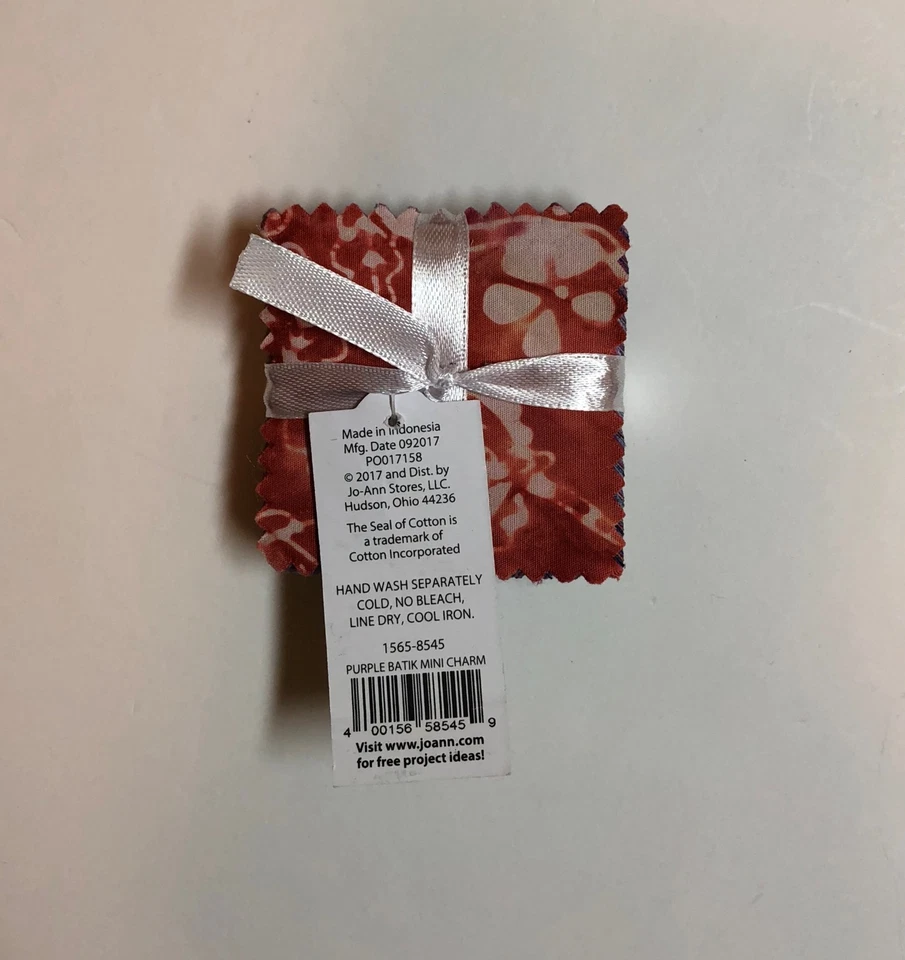 Made in Indonesia
Mfg. Date 092017
PO017158
© 2017 and Dist. by
Jo-Ann Stores, LLC.
Hudson, Ohio 44236
The Seal of Cotton is
a trademark of
Cotton Incorporated
HAND WASH SEPARATELY
COLD, NO BLEACH,
LINE DRY, COOL IRON.
1565-8545
PURPLE BATIK MINI CHARM
4 00156 58545 9
Visit www.joann.com
for free project ideas!